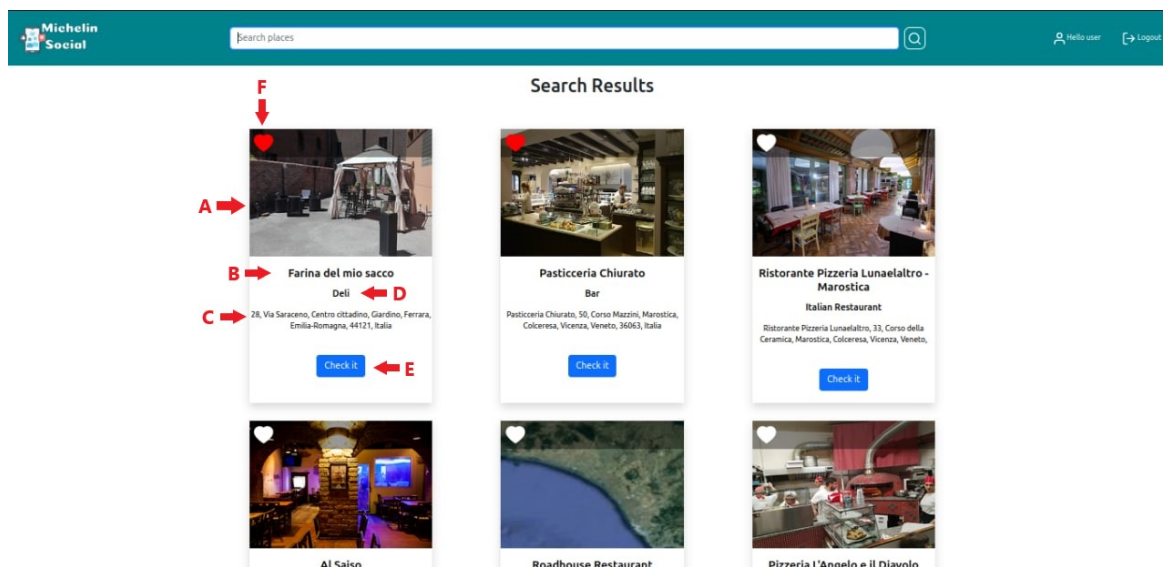 Michelin
Social
Search places
Hello user
Logout
Search Results
F
A
B
Farina del mio sacco
Deli
D
C
28, Via Saraceno, Centro cittadino, Giardino, Ferrara,
Emilia-Romagna, 44121, Italia
Check it
E
Pasticceria Chiurato
Bar
Pasticceria Chiurato, 50, Corso Mazzini, Marostica,
Colceresa, Vicenza, Veneto, 36063, Italia
Check it
Ristorante Pizzeria Lunaelaltro -
Marostica
Italian Restaurant
Ristorante Pizzeria Lunaelaltro, 33, Corso della
Ceramica, Marostica, Colceresa, Vicenza, Veneto,
Check it
Al Saiso
Roadhouse Restaurant
Pizzeria L'Angelo e il Diavolo